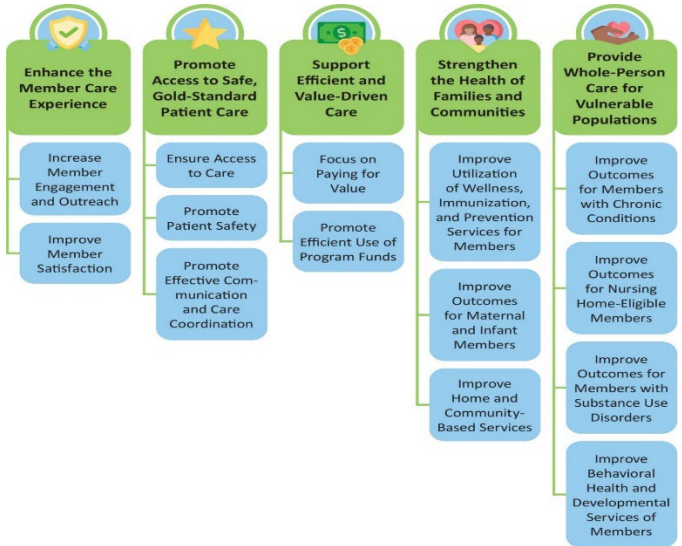 Enhance the
Member Care
Experience
Increase
Member
Engagement
and Outreach
Improve
Member
Satisfaction
Promote
Access to Safe,
Gold-Standard
Patient Care
Ensure Access
to Care
Promote
Patient Safety
Promote
Effective Com-
munication
and Care
Coordination
Support
Efficient and
Value-Driven
Care
Focus on
Paying for
Value
Promote
Efficient Use of
Program Funds
Strengthen
the Health of
Families and
Communities
Improve
Utilization
of Wellness,
Immunization,
and Prevention
Services for
Members
Improve
Outcomes
for Maternal
and Infant
Members
Improve
Home and
Community-
Based Services
Provide
Whole-Person
Care for
Vulnerable
Populations
Improve
Outcomes
for Members
with Chronic
Conditions
Improve
Outcomes
for Nursing
Home-Eligible
Members
Improve
Outcomes for
Members with
Substance Use
Disorders
Improve
Behavioral
Health and
Developmental
Services of
Members